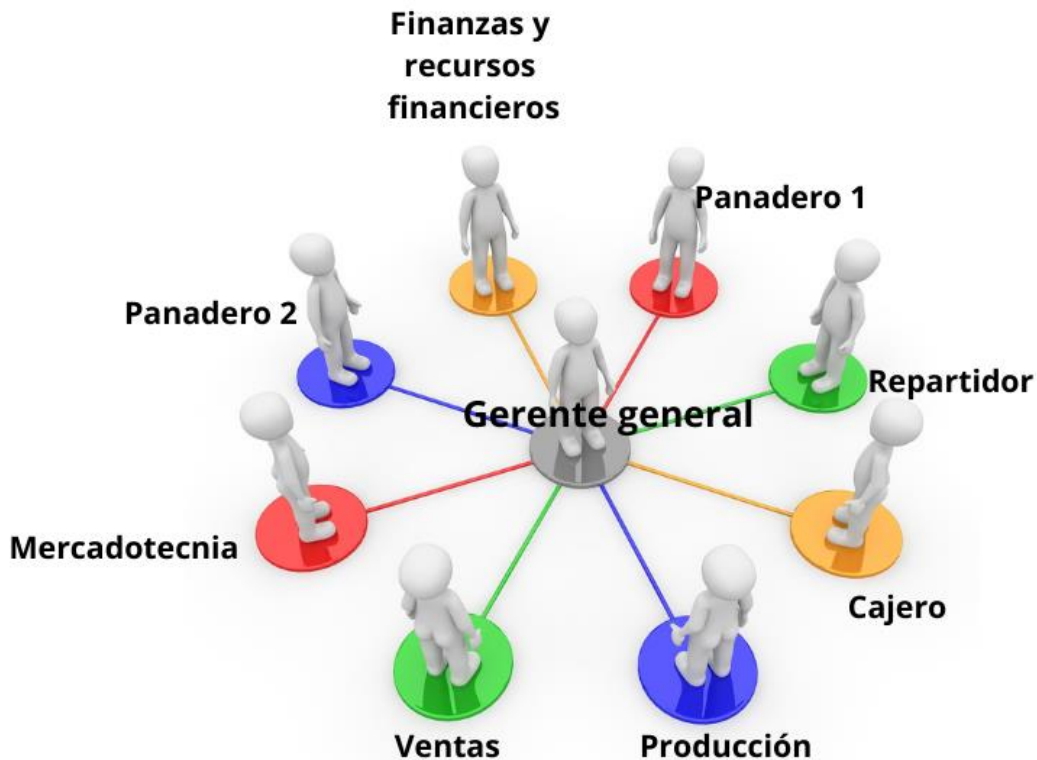 Finanzas y
recursos
financieros
Panadero 1
Panadero 2
Repartidor
Gerente general
Mercadotecnia
Cajero
Ventas
Producción